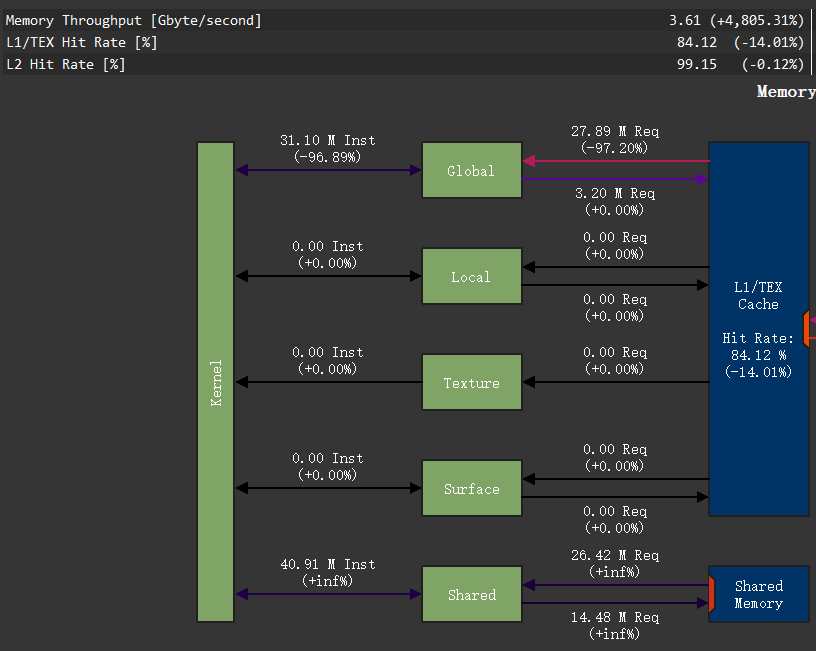 Memory Throughput [Gbyte/second] 3.61 (+4,805.31%)
L1/TEX Hit Rate [%] 84.12 (-14.01%)
L2 Hit Rate [%] 99.15 (-0.12%)
Memory
31.10 M Inst
(-96.89%)
Global
27.89 M Req
(-97.20%)
3.20 M Req
(+0.00%)
0.00 Inst
(+0.00%)
Local
0.00 Req
(+0.00%)
0.00 Req
(+0.00%)
L1/TEX
Cache
Hit Rate:
84.12 %
(-14.01%)
Kernel
0.00 Inst
(+0.00%)
Texture
0.00 Req
(+0.00%)
0.00 Inst
(+0.00%)
Surface
0.00 Req
(+0.00%)
0.00 Req
(+0.00%)
40.91 M Inst
(+inf%)
Shared
26.42 M Req
(+inf%)
14.48 M Req
(+inf%)
Shared
Memory